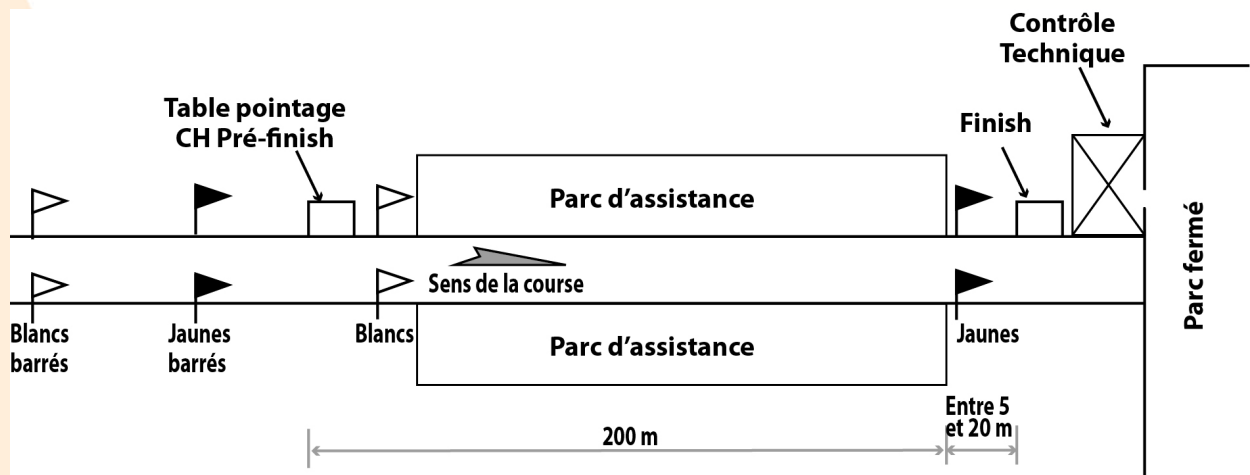 Contrôle
Technique
Table pointage
CH Pré-finish
Finish
Parc d’assistance
Sens de la course
Parc fermé
Blancs
barrés
Jaunes
barrés
Blancs
Parc d’assistance
Jaunes
Entre 5
et 20 m
200 m